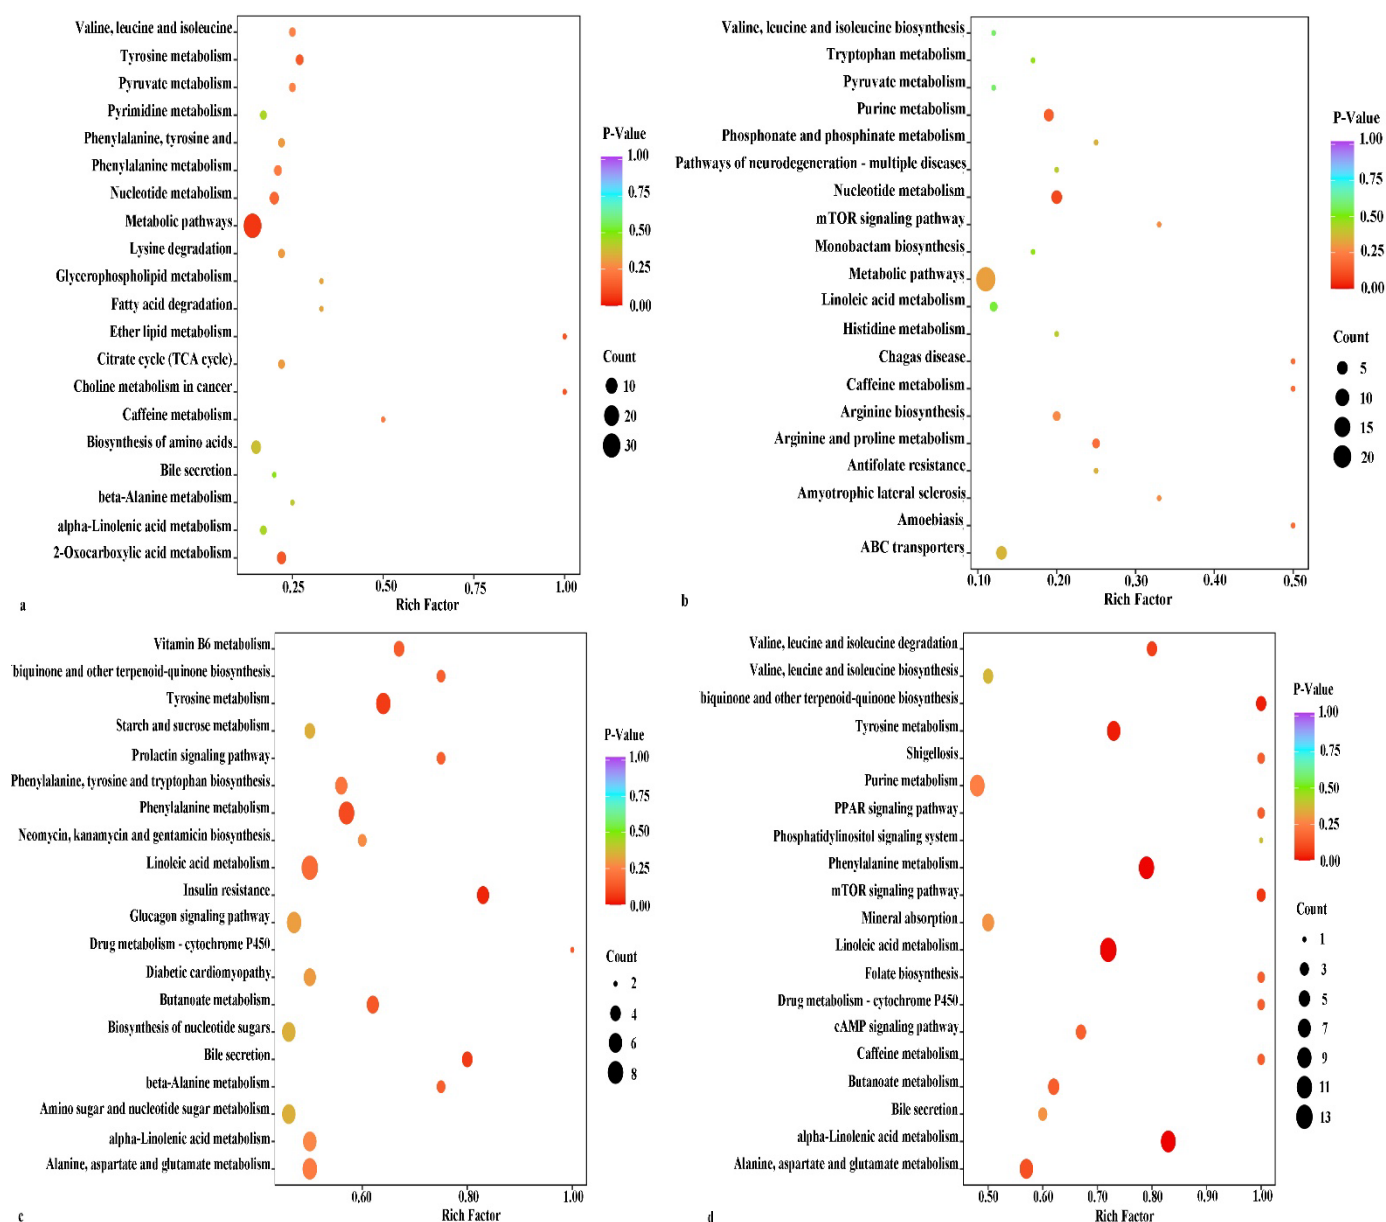 Valine, leucine and isoleucine
Tyrosine metabolism
Pyruvate metabolism
Pyrimidine metabolism
Phenylalanine, tyrosine and
Phenylalanine metabolism
Nucleotide metabolism
Metabolic pathways
Lysine degradation
Glycerophospholipid metabolism
Fatty acid degradation
Ether lipid metabolism
Citrate cycle (TCA cycle)
Choline metabolism in cancer
Caffeine metabolism
Biosynthesis of amino acids
Bile secretion
beta-Alanine metabolism
alpha-Linolenic acid metabolism
2-Oxocarboxylic acid metabolism
0.25 0.50 0.75 1.00
Rich Factor
a
P-Value
1.00
0.75
0.50
0.25
0.00
Count
10
20
30
Valine, leucine and isoleucine biosynthesis
Tryptophan metabolism
Pyruvate metabolism
Purine metabolism
Phosphonate and phosphinate metabolism
Pathways of neurodegeneration - multiple diseases
Nucleotide metabolism
mTOR signaling pathway
Monobactam biosynthesis
Metabolic pathways
Linoleic acid metabolism
Histidine metabolism
Chagas disease
Caffeine metabolism
Arginine biosynthesis
Arginine and proline metabolism
Antifolate resistance
Amyotrophic lateral sclerosis
Amoebiasis
ABC transporters
0.10 0.20 0.30 0.40 0.50
Rich Factor
b
P-Value
1.00
0.75
0.50
0.25
0.00
Count
5
10
15
20
Vitamin B6 metabolism
biquinone and other terpenoid-quinone biosynthesis
Tyrosine metabolism
Starch and sucrose metabolism
Prolactin signaling pathway
Phenylalanine, tyrosine and tryptophan biosynthesis
Phenylalanine metabolism
Neomycin, kanamycin and gentamicin biosynthesis
Linoleic acid metabolism
Insulin resistance
Glucagon signaling pathway
Drug metabolism - cytochrome P450
Diabetic cardiomyopathy
Butanoate metabolism
Biosynthesis of nucleotide sugars
Bile secretion
beta-Alanine metabolism
Amino sugar and nucleotide sugar metabolism
alpha-Linolenic acid metabolism
Alanine, aspartate and glutamate metabolism
0.60 0.80 1.00
Rich Factor
c
P-Value
1.00
0.75
0.50
0.25
0.00
Count
2
4
6
8
Valine, leucine and isoleucine degradation
Valine, leucine and isoleucine biosynthesis
biquinone and other terpenoid-quinone biosynthesis
Tyrosine metabolism
Shigellosis
Purine metabolism
PPAR signaling pathway
Phosphatidylinositol signaling system
Phenylalanine metabolism
mTOR signaling pathway
Mineral absorption
Linoleic acid metabolism
Folate biosynthesis
Drug metabolism - cytochrome P450
cAMP signaling pathway
Caffeine metabolism
Butanoate metabolism
Bile secretion
alpha-Linolenic acid metabolism
Alanine, aspartate and glutamate metabolism
0.50 0.60 0.70 0.80 0.90 1.00
Rich Factor
d
P-Value
1.00
0.75
0.50
0.25
0.00
Count
1
3
5
7
9
11
13